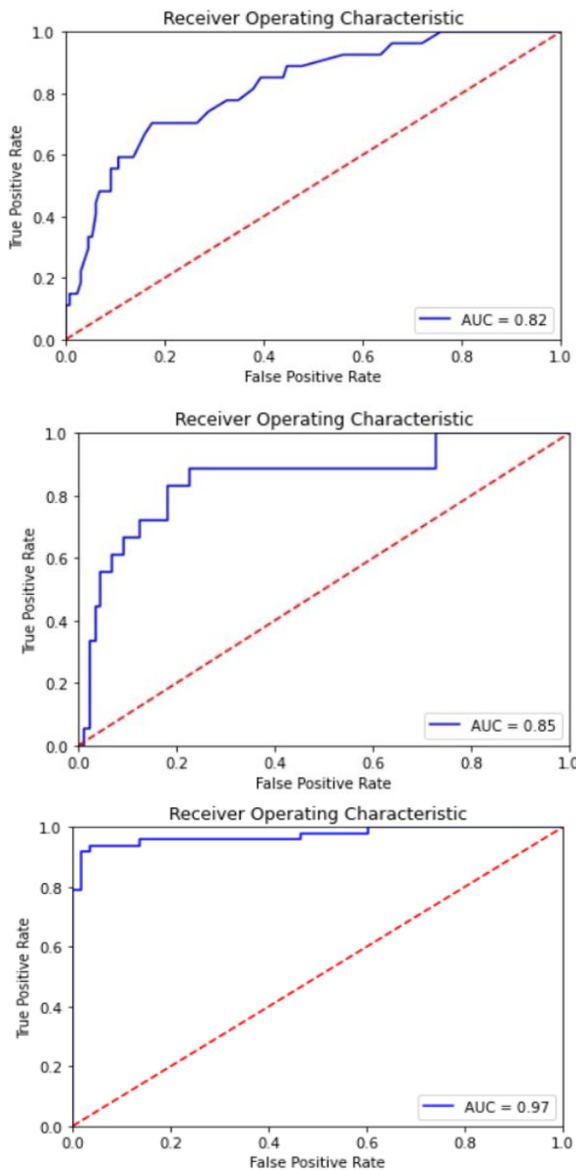 Receiver Operating Characteristic
1.0
0.8
0.6
0.4
0.2
0.0
True Positive Rate
AUC = 0.82
0.0 0.2 0.4 0.6 0.8 1.0
False Positive Rate
Receiver Operating Characteristic
1.0
0.8
0.6
0.4
0.2
0.0
True Positive Rate
AUC = 0.85
0.0 0.2 0.4 0.6 0.8 1.0
False Positive Rate
Receiver Operating Characteristic
1.0
0.8
0.6
0.4
0.2
0.0
True Positive Rate
AUC = 0.97
0.0 0.2 0.4 0.6 0.8 1.0
False Positive Rate